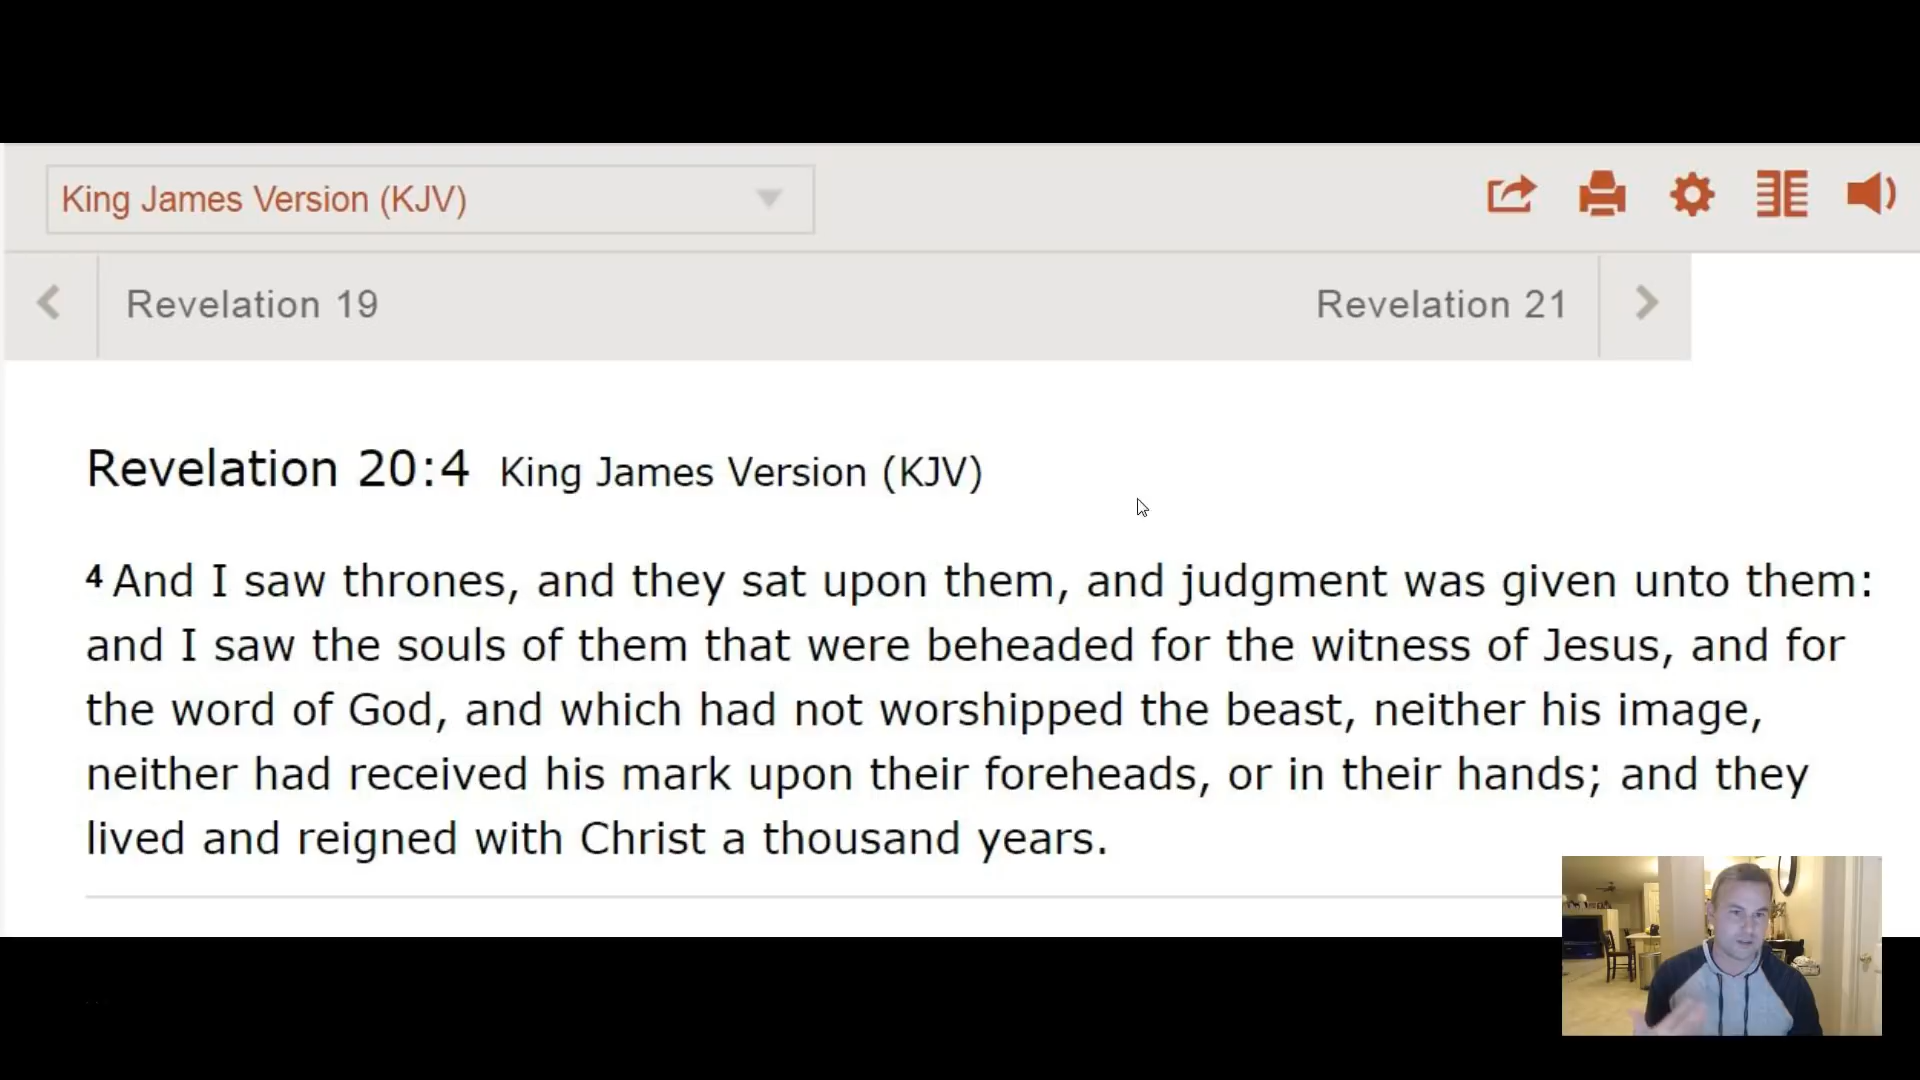 King James Version (KJV)
Revelation 19
Revelation 21
Revelation 20:4 King James Version (KJV)
4 And I saw thrones, and they sat upon them, and judgment was given unto them:
and I saw the souls of them that were beheaded for the witness of Jesus, and for
the word of God, and which had not worshipped the beast, neither his image,
neither had received his mark upon their foreheads, or in their hands; and they
lived and reigned with Christ a thousand years.